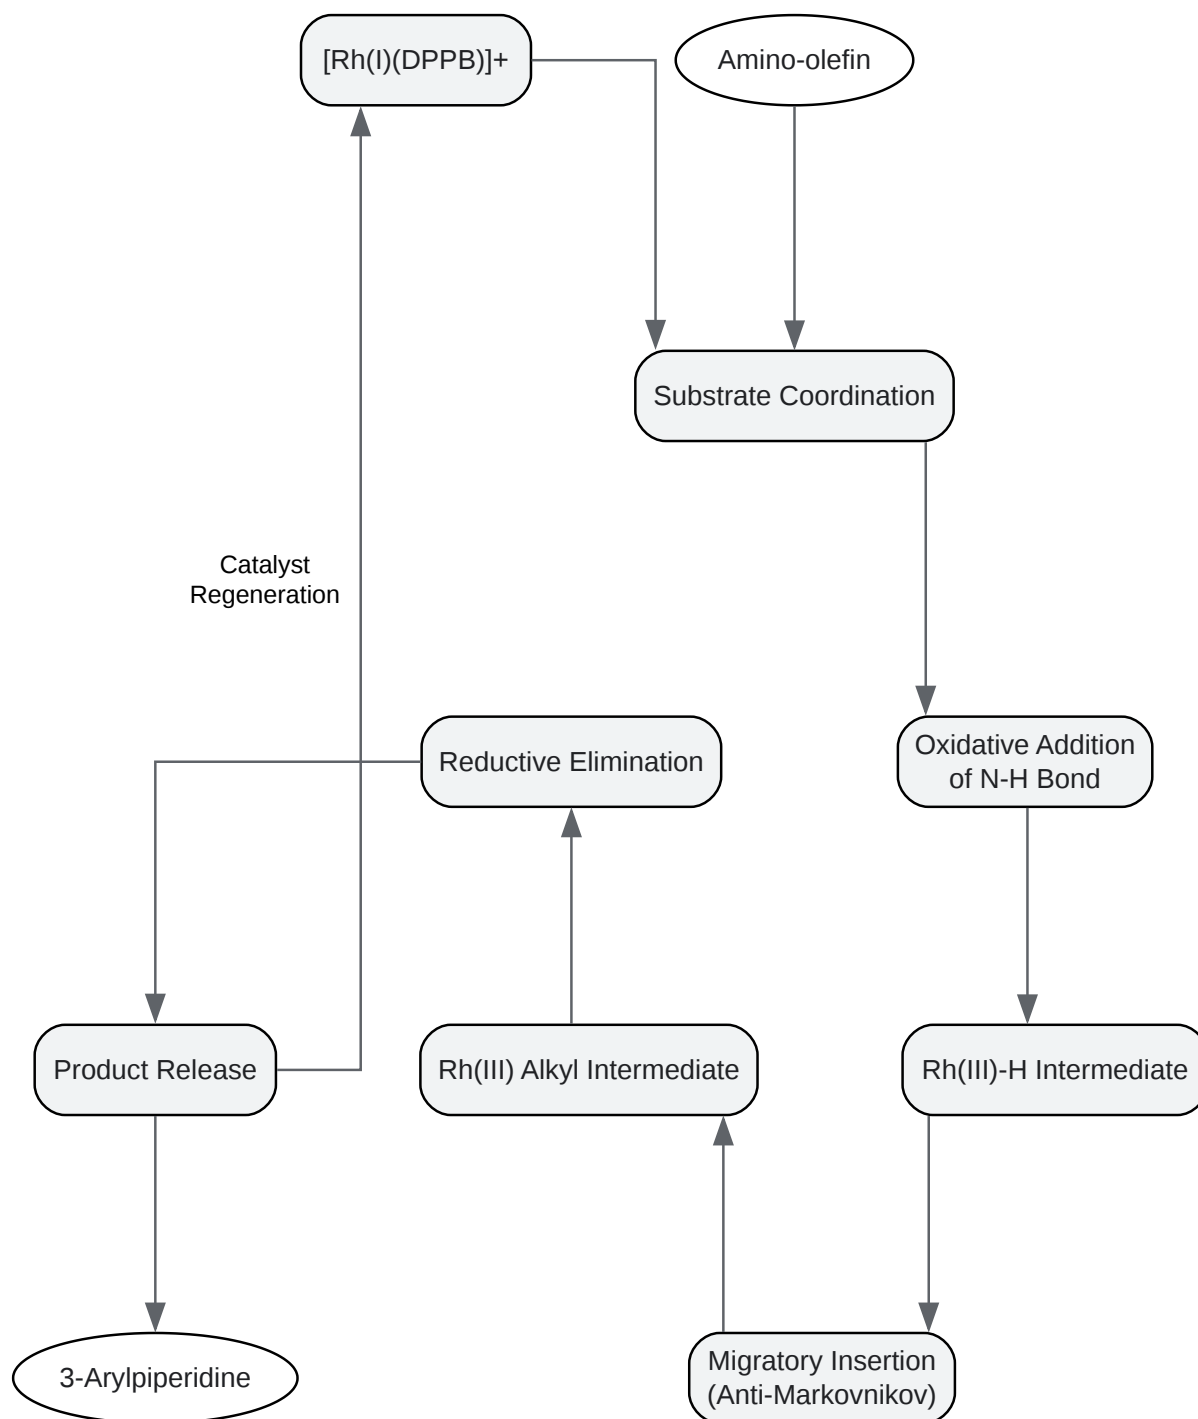 [Rh(I)(DPPB)]+
Amino-olefin
Substrate Coordination
Catalyst
Regeneration
Reductive Elimination
Oxidative Addition
of N-H Bond
Product Release
Rh(III) Alkyl Intermediate
Rh(III)-H Intermediate
3-Arylpiperidine
Migratory Insertion
(Anti-Markovnikov)